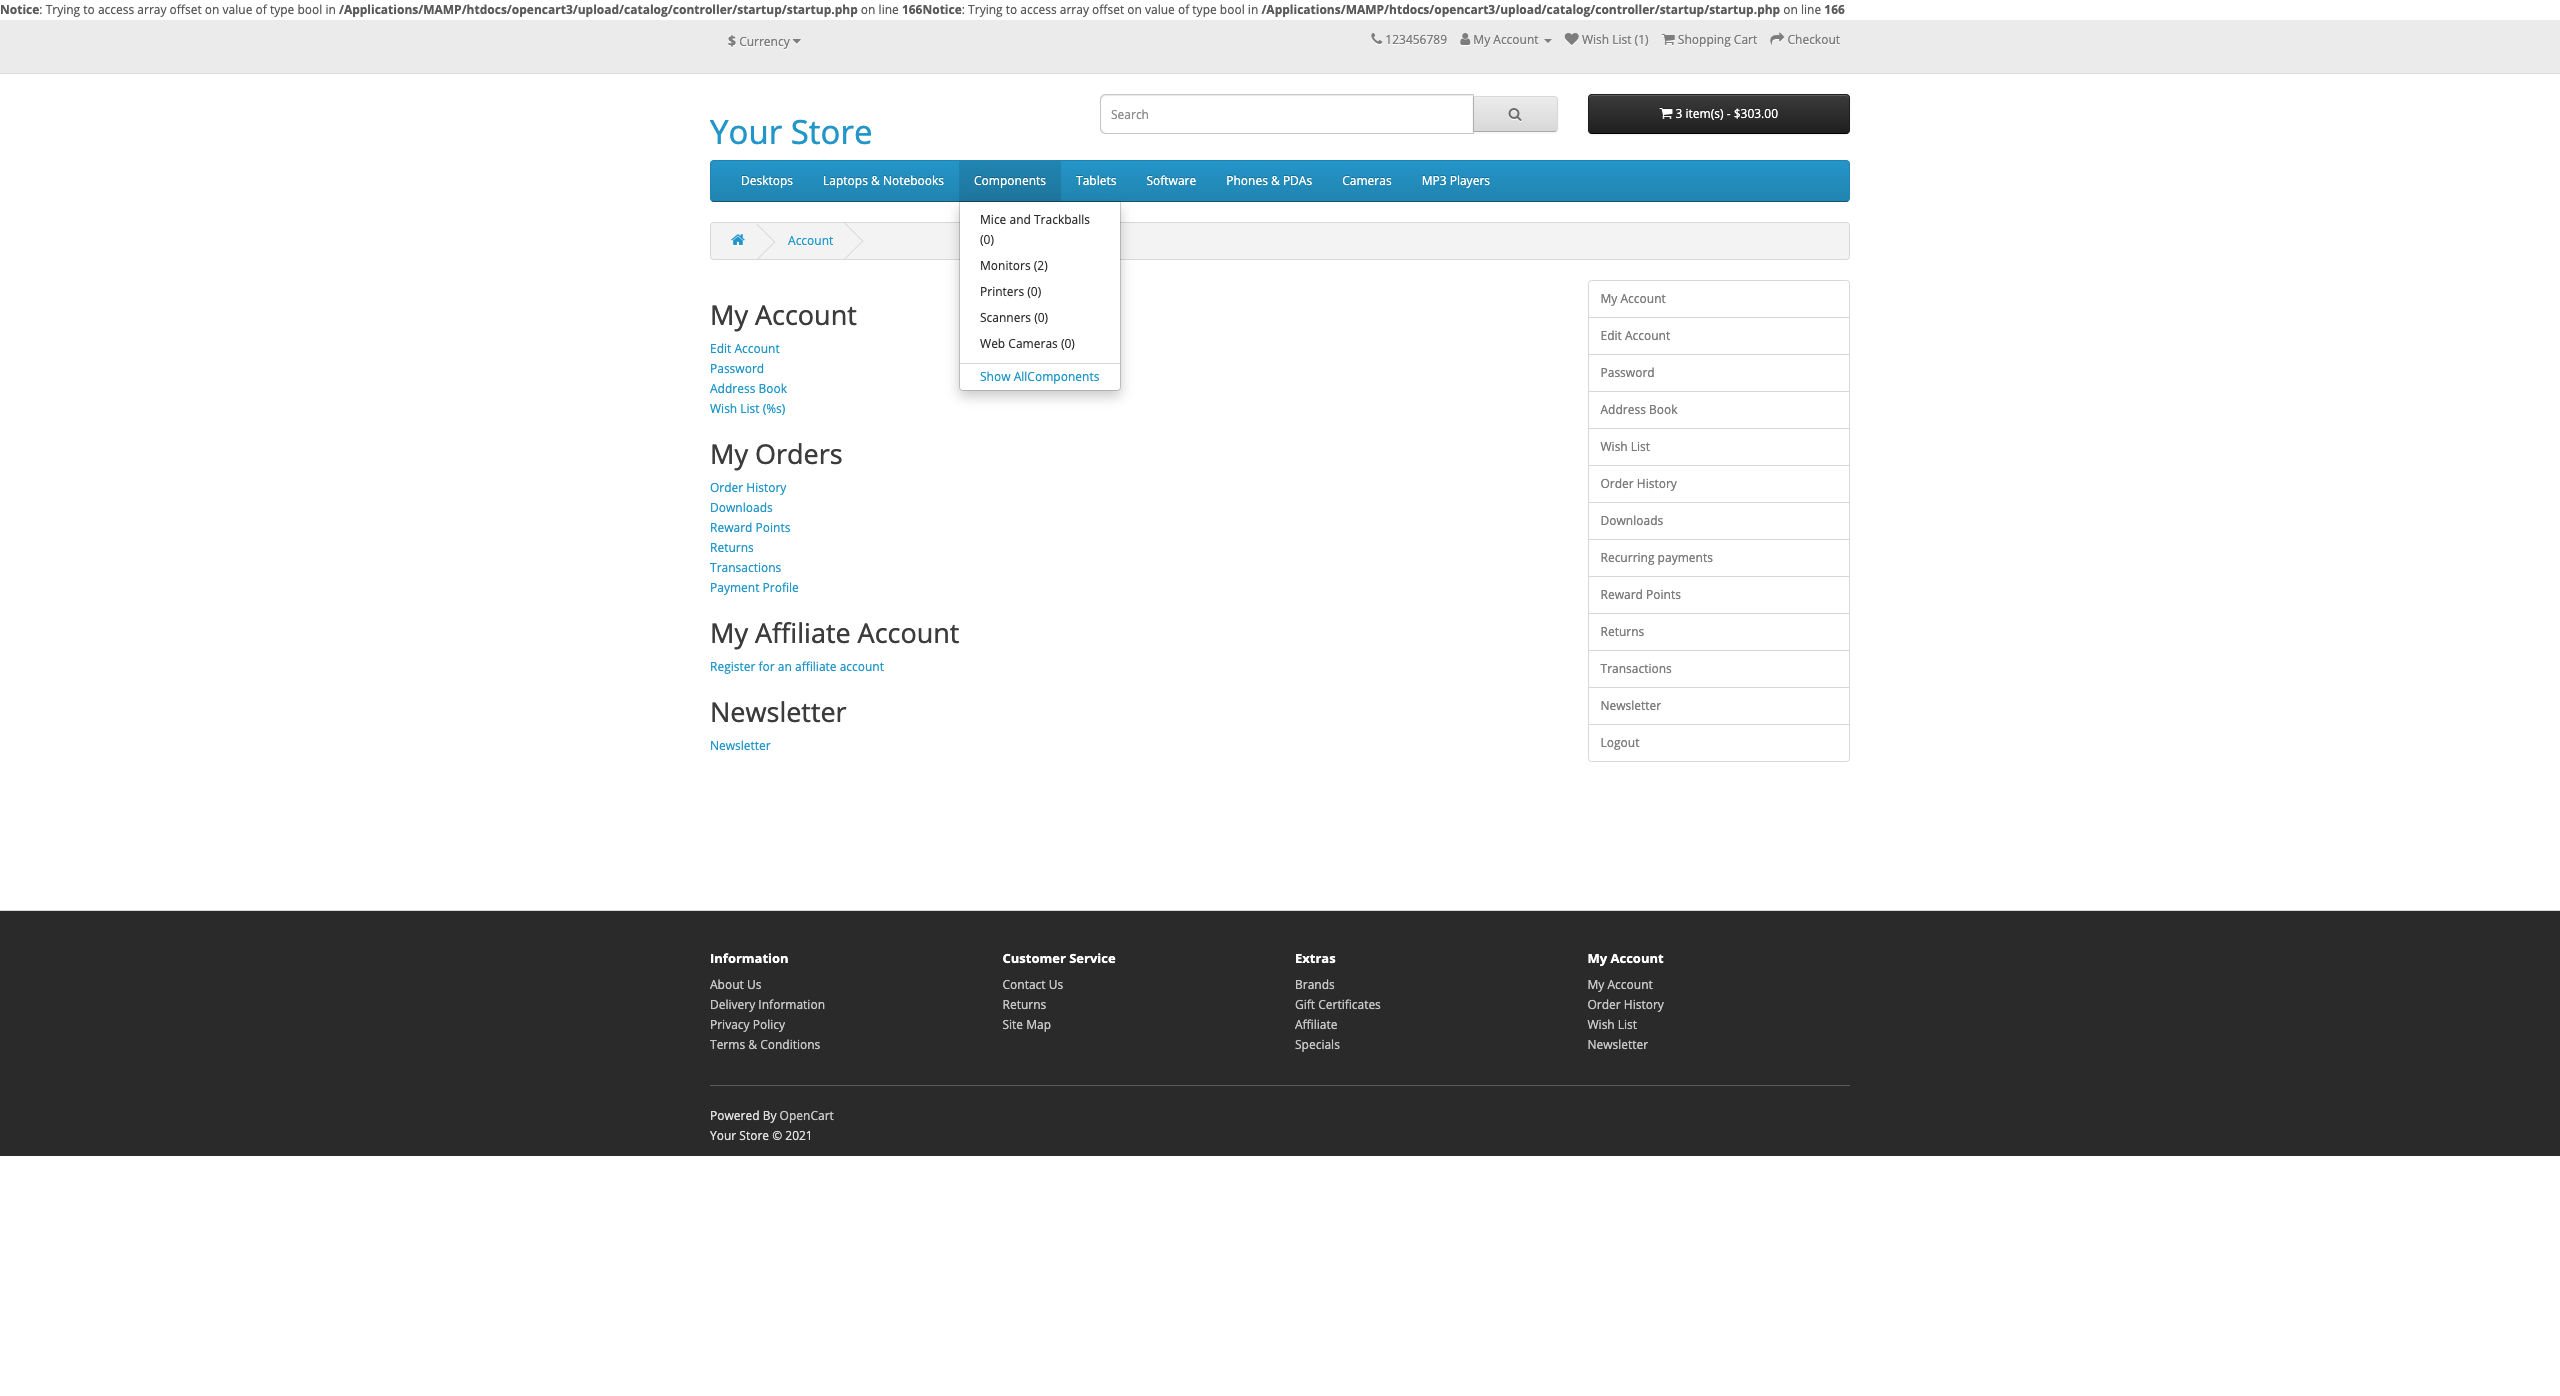 Notice: Trying to access array offset on value of type bool in /Applications/MAMP/htdocs/opencart3/upload/catalog/controller/startup/startup.php on line 166Notice: Trying to access array offset on value of type bool in /Applications/MAMP/htdocs/opencart3/upload/catalog/controller/startup/startup.php on line 166
$ Currency
123456789 My Account Wish List (1) Shopping Cart Checkout
Your Store
Search
3 item(s) - $303.00
Desktops Laptops & Notebooks Components Tablets Software Phones & PDAs Cameras MP3 Players
Mice and Trackballs
(0)
Monitors (2)
Printers (0)
Scanners (0)
Web Cameras (0)
Show AllComponents
Account
My Account
Edit Account
Password
Address Book
Wish List (%s)
My Orders
Order History
Downloads
Reward Points
Returns
Transactions
Payment Profile
My Affiliate Account
Register for an affiliate account
Newsletter
Newsletter
My Account
Edit Account
Password
Address Book
Wish List
Order History
Downloads
Recurring payments
Reward Points
Returns
Transactions
Newsletter
Logout
Information
About Us
Delivery Information
Privacy Policy
Terms & Conditions
Customer Service
Contact Us
Returns
Site Map
Extras
Brands
Gift Certificates
Affiliate
Specials
My Account
My Account
Order History
Wish List
Newsletter
Powered By OpenCart
Your Store © 2021